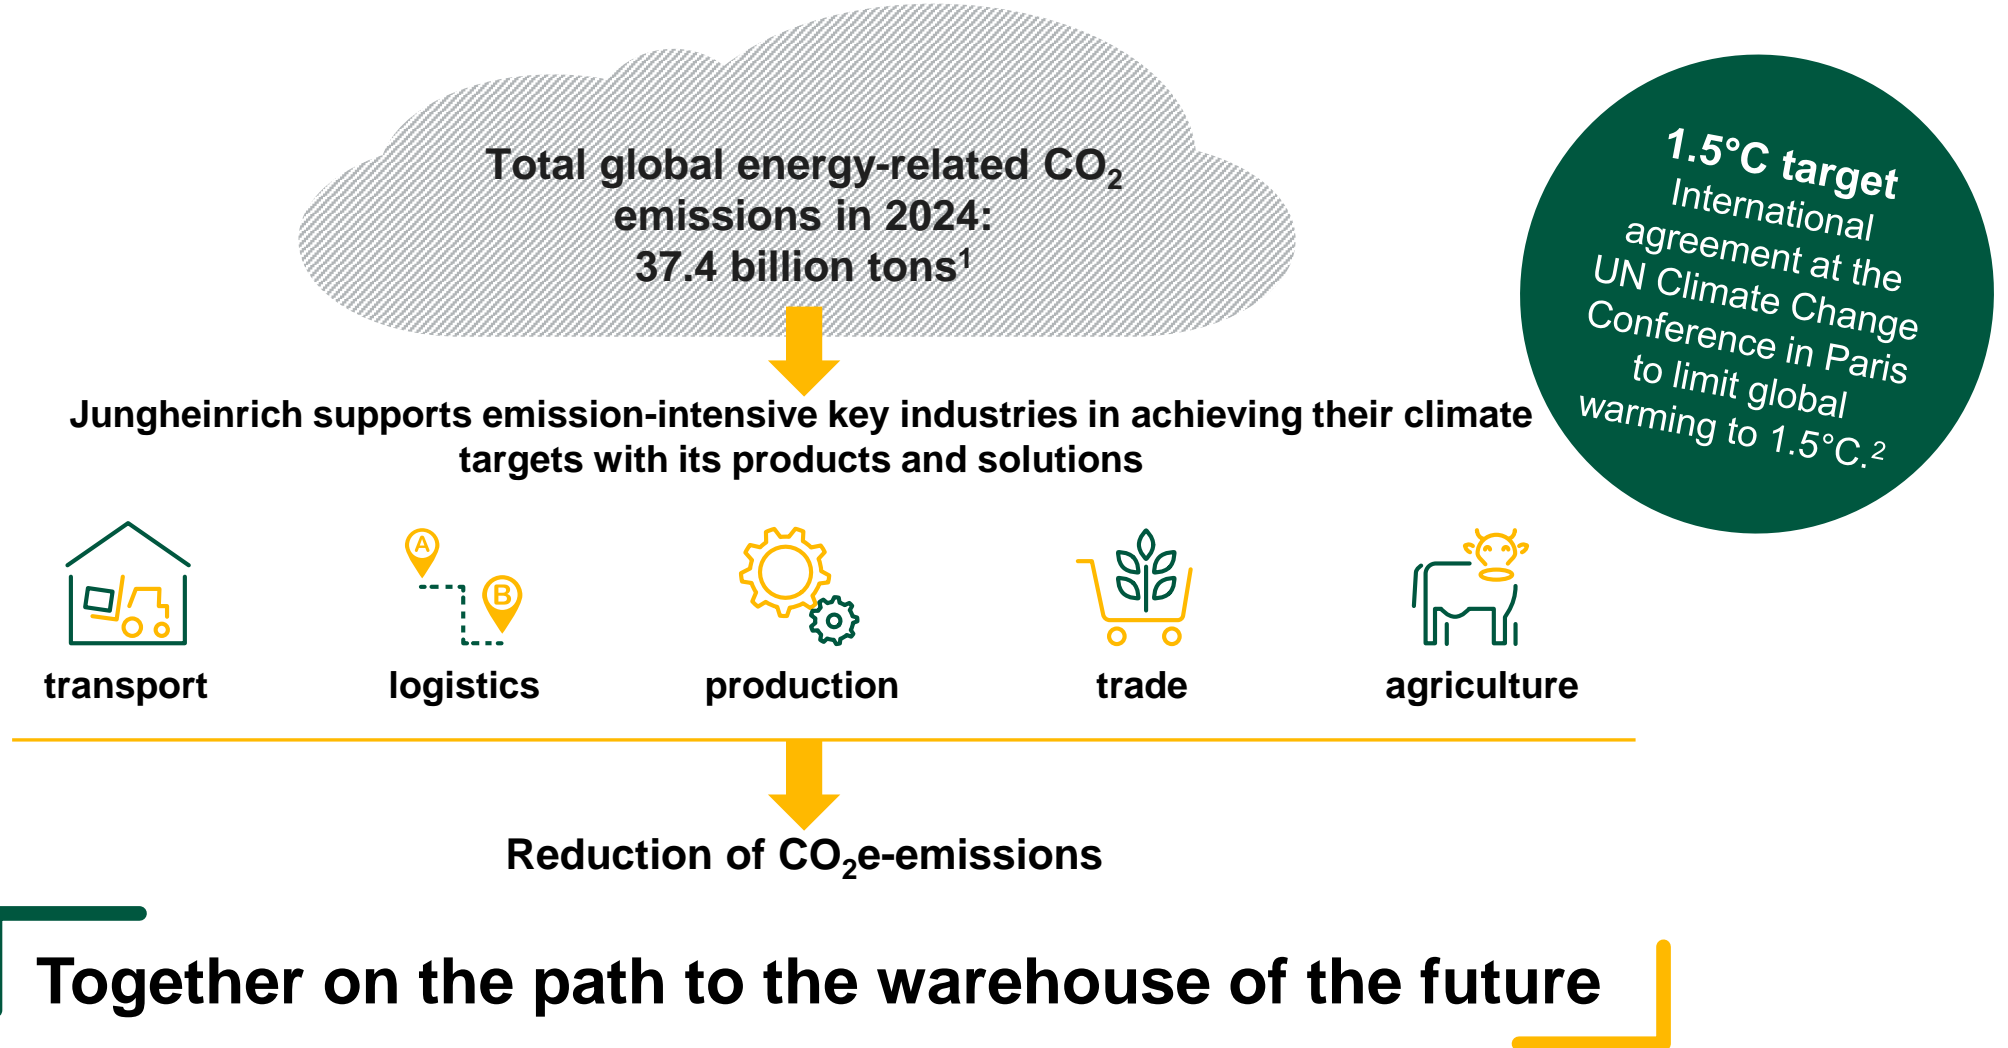 Total global energy-related CO₂
emissions in 2024:
37.4 billion tons¹
1.5°C target
International
agreement at the
UN Climate Change
Conference in Paris
to limit global
warming to 1.5°C.²
Jungheinrich supports emission-intensive key industries in achieving their climate
targets with its products and solutions
A
B
transport
logistics
production
trade
agriculture
Reduction of CO₂e-emissions
Together on the path to the warehouse of the future